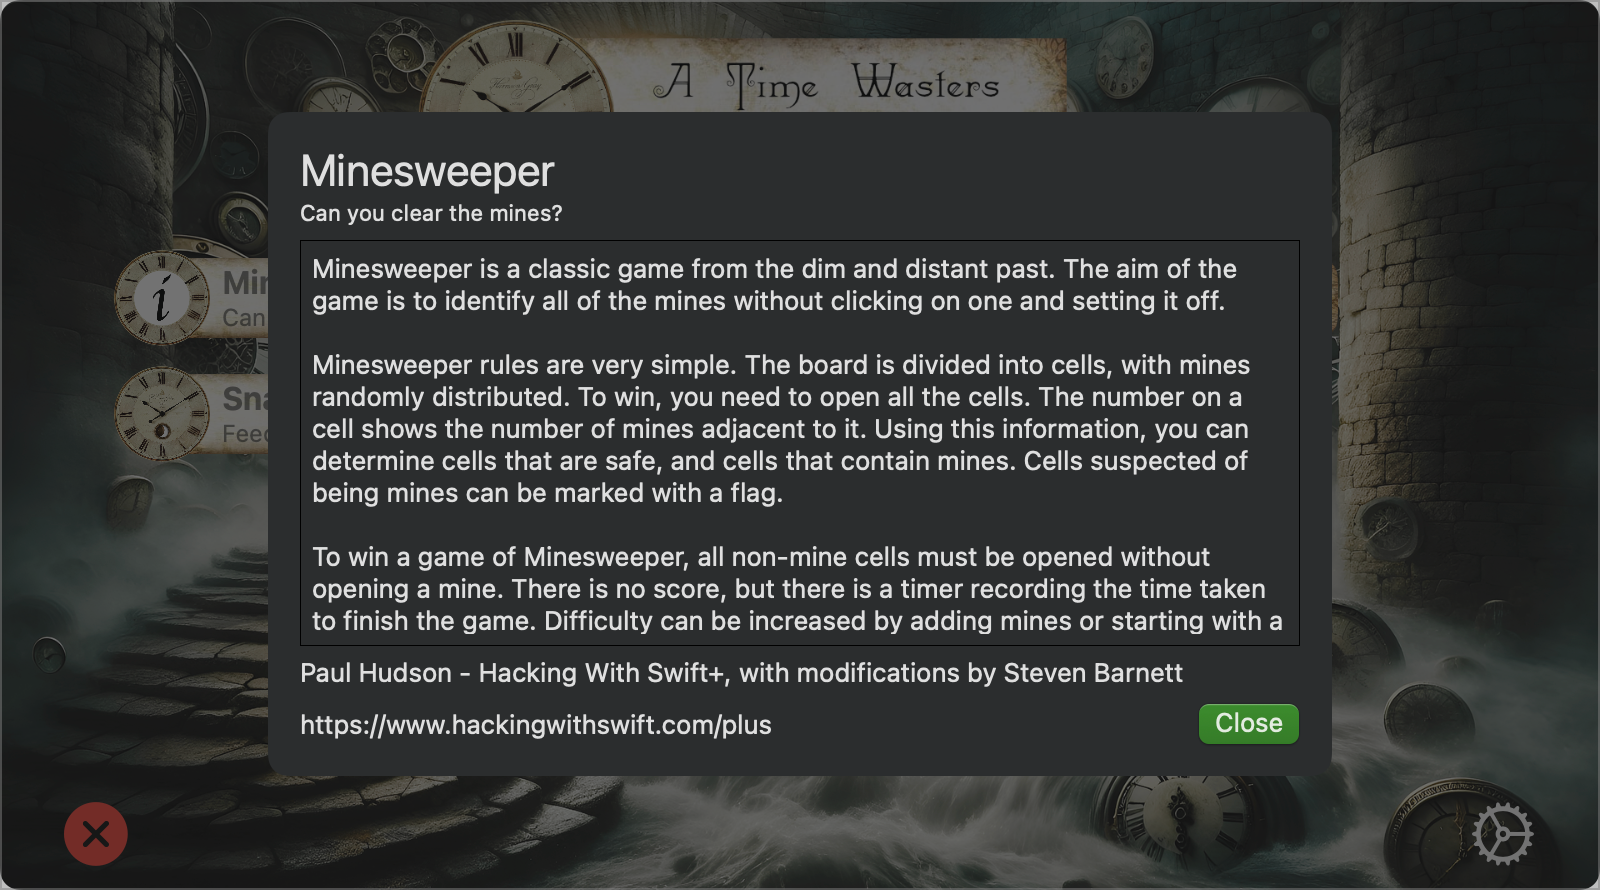 A Time Wasters
Minesweeper
Can you clear the mines?
Minesweeper is a classic game from the dim and distant past. The aim of the
game is to identify all of the mines without clicking on one and setting it off.
Minesweeper rules are very simple. The board is divided into cells, with mines
randomly distributed. To win, you need to open all the cells. The number on a
cell shows the number of mines adjacent to it. Using this information, you can
determine cells that are safe, and cells that contain mines. Cells suspected of
being mines can be marked with a flag.
To win a game of Minesweeper, all non-mine cells must be opened without
opening a mine. There is no score, but there is a timer recording the time taken
to finish the game. Difficulty can be increased by adding mines or starting with a
Paul Hudson - Hacking With Swift+, with modifications by Steven Barnett
https://www.hackingwithswift.com/plus
Close
i
Min
Can
Sna
Feed